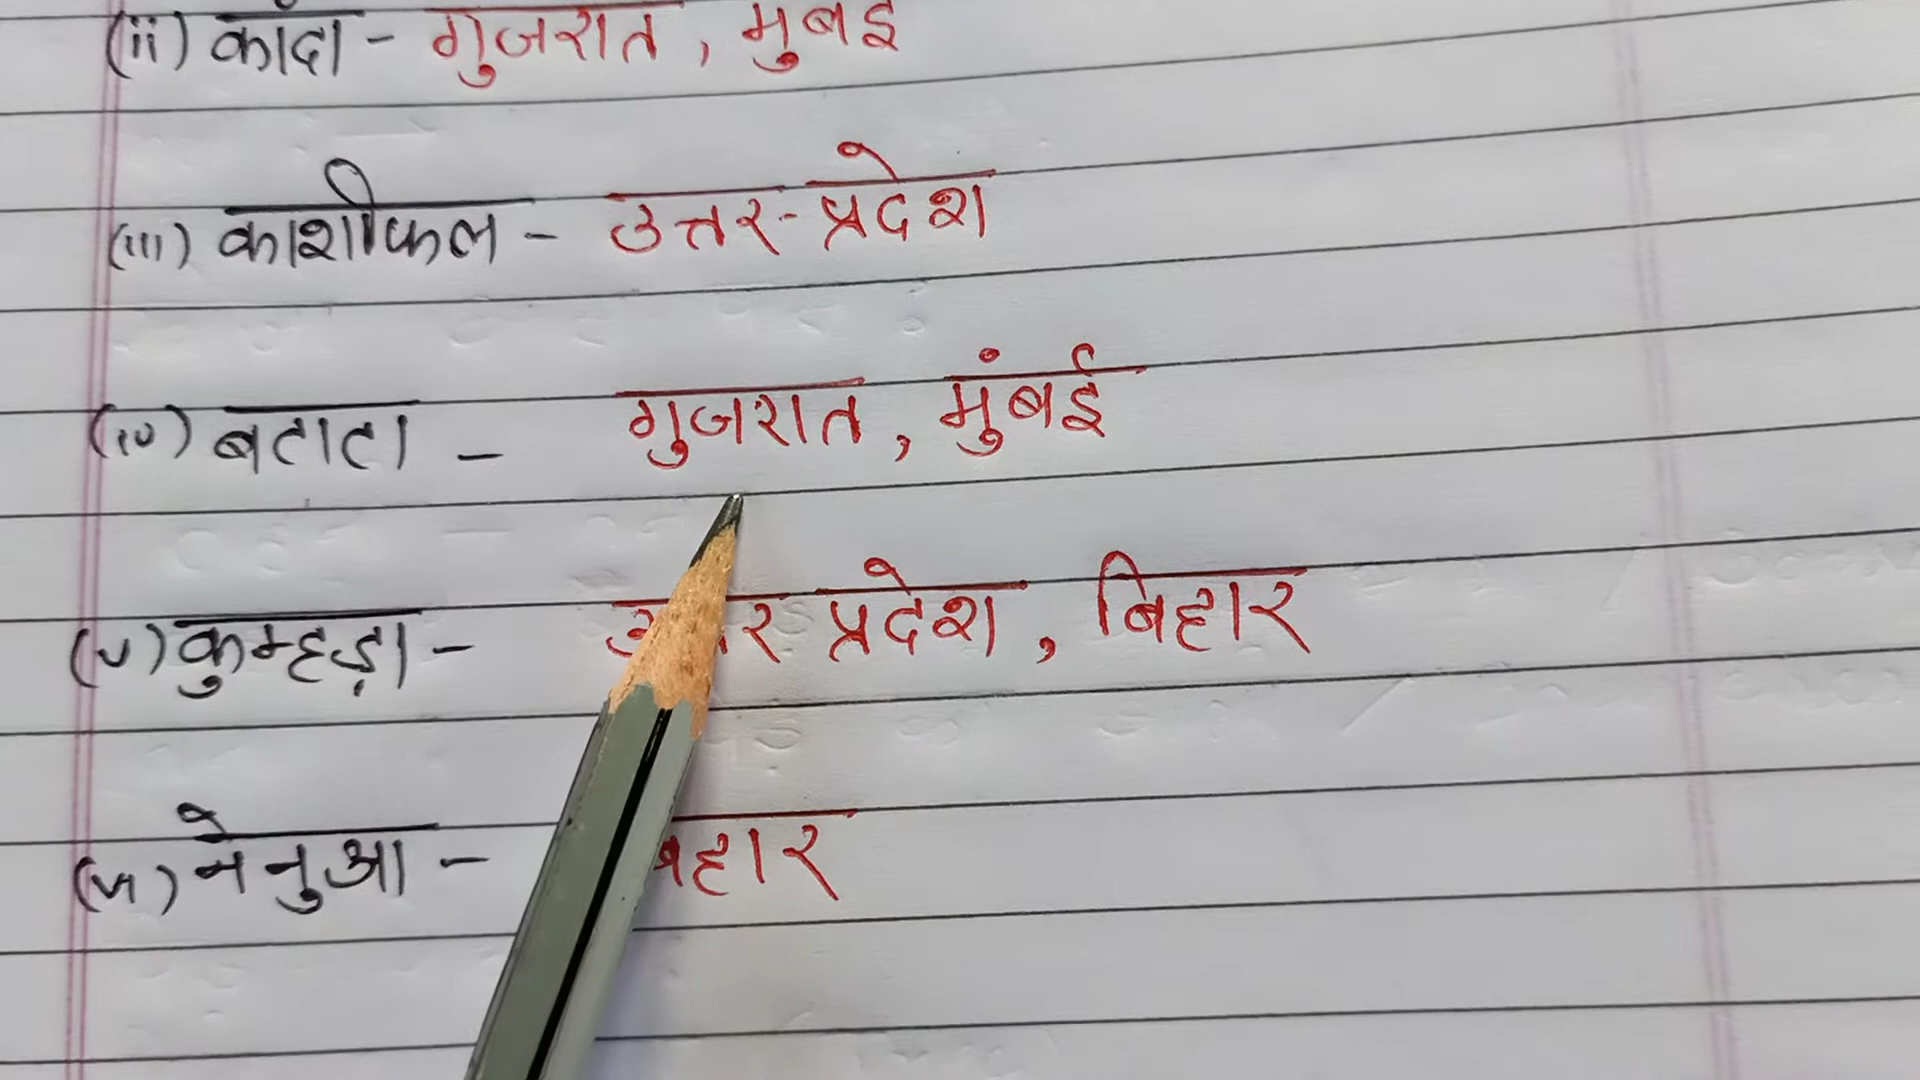 (ii) कांदा - गुजरात, मुंबई
(iii) काशीफल - उत्तर-प्रदेश
(iv) बटाटा - गुजरात, मुंबई
(v) कुम्हड़ा - प्रदेश, बिहार
(vi) नेनुआ -